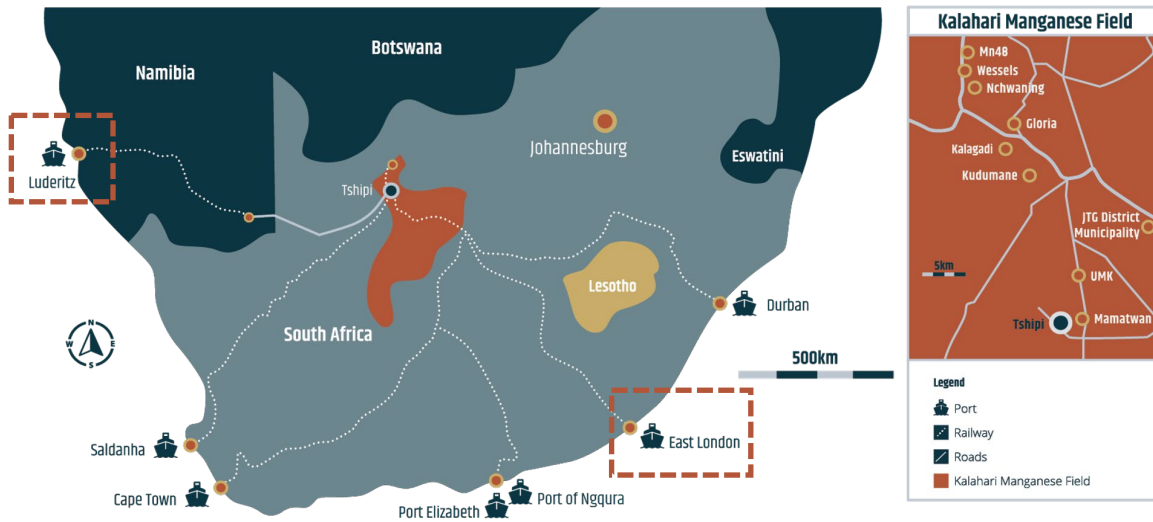 Namibia
Botswana
Johannesburg
Eswatini
Luderitz
Tshipi
Lesotho
Durban
South Africa
N
W E
S
500km
Saldanha
East London
Cape Town
Port Elizabeth
Port of Ngqura
Kalahari Manganese Field
Mn48
Wessels
Nchwaning
Gloria
Kalagadi
Kudumane
JTG District
Municipality
5km
UMK
Tshipi
Mamatwan
Legend
Port
Railway
Roads
Kalahari Manganese Field